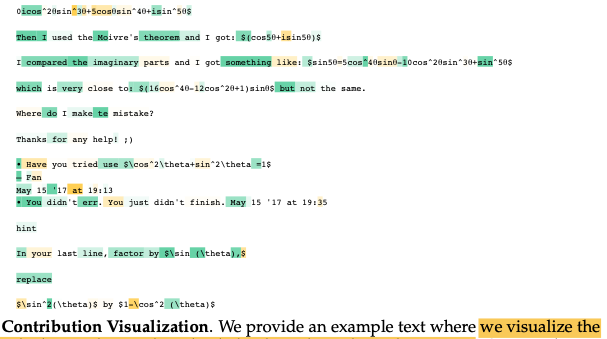 0icos^20sin^30+5cos0sin^40+isin^50$
Then I used the Moivre's theorem and I got: $(cos50+isin50)$
I compared the imaginary parts and I got something like: $sin50=5cos^40sin0-10cos^20sin^30+sin^50$
which is very close to: $(16cos^40-12cos^20+1)sin0$ but not the same.
Where do I make te mistake?
Thanks for any help! ;)
• Have you tried use $\cos^2\theta+sin^2\theta =1$
– Fan
May 15 '17 at 19:13
• You didn't err. You just didn't finish. May 15 '17 at 19:35
hint
In your last line, factor by $\sin (\theta),$
replace
$\sin^2(\theta)$ by $1-\cos^2 (\theta)$
Contribution Visualization. We provide an example text where we visualize the